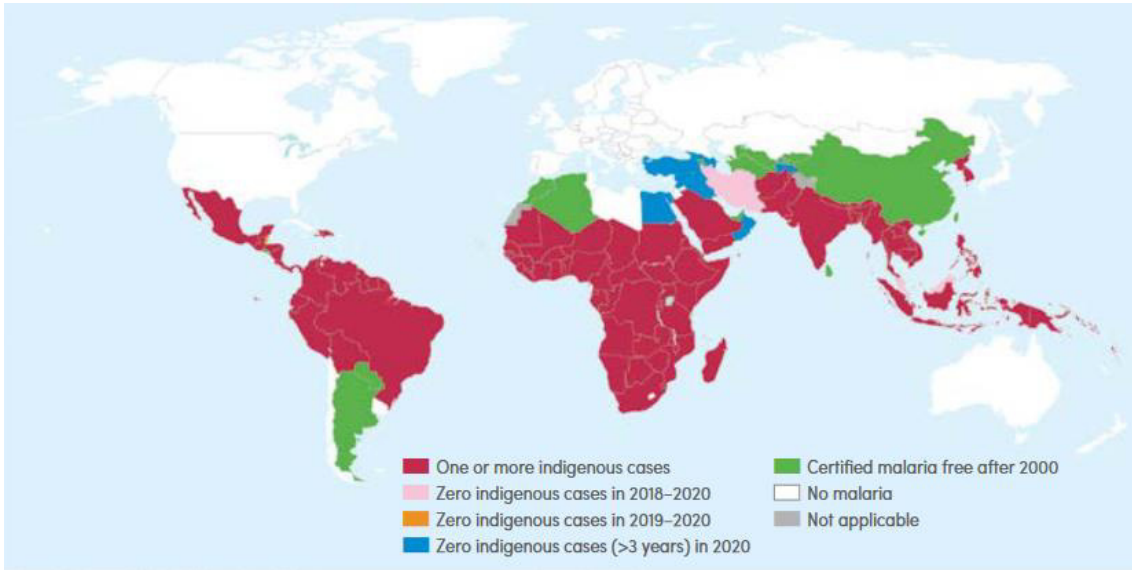 One or more indigenous cases
Zero indigenous cases in 2018–2020
Zero indigenous cases in 2019–2020
Zero indigenous cases (>3 years) in 2020
Certified malaria free after 2000
No malaria
Not applicable